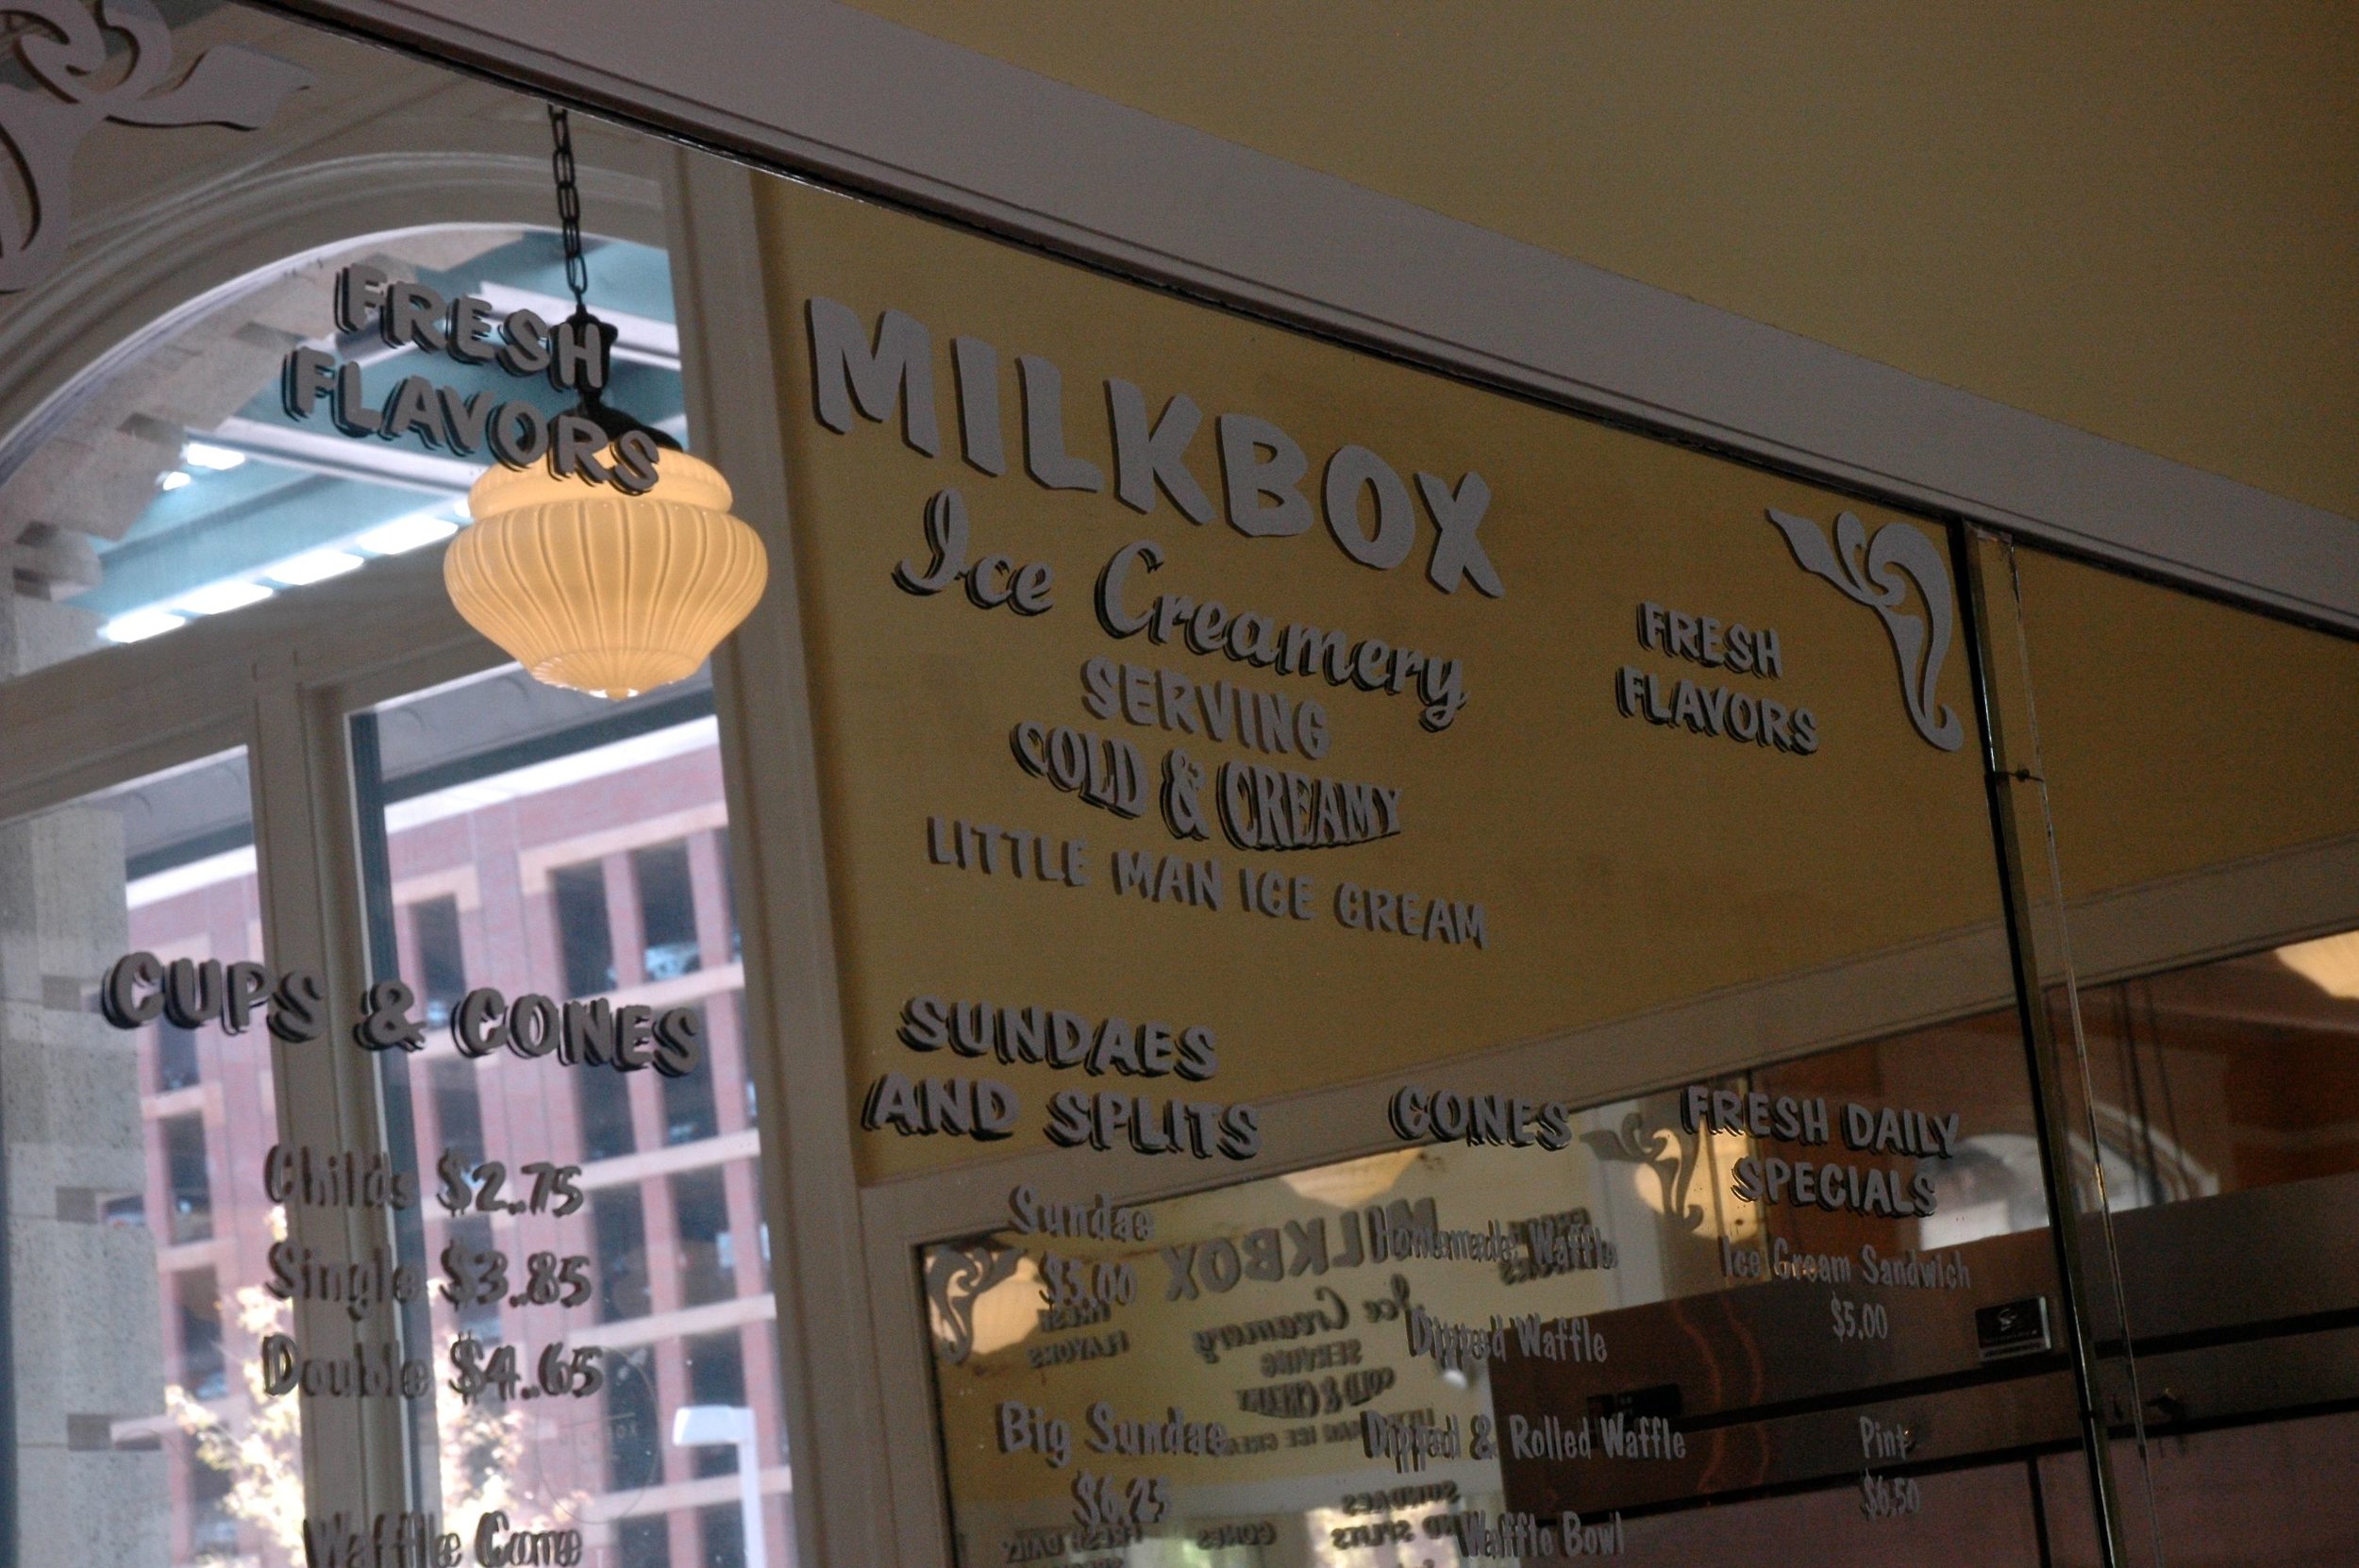 FRESH
FLAVORS
CUPS & CONES
Childs $2.75
Single $3.85
Double $4.65
Waffle Cone
MILKBOX
Ice Creamery
SERVING
COLD & CREAMY
LITTLE MAN ICE CREAM
FRESH
FLAVORS
SUNDAES
AND SPLITS
Sundae
$5.00
Big Sundae
$6.25
CONES
Homemade Waffle
Dipped Waffle
Dipped & Rolled Waffle
Waffle Bowl
FRESH DAILY
SPECIALS
Ice Cream Sandwich
$5.00
Pint
$6.50